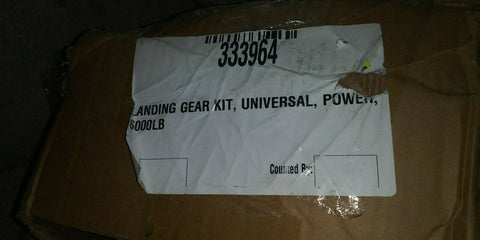 333964
LANDING GEAR KIT, UNIVERSAL, POWER,
6000LB
Counted By: